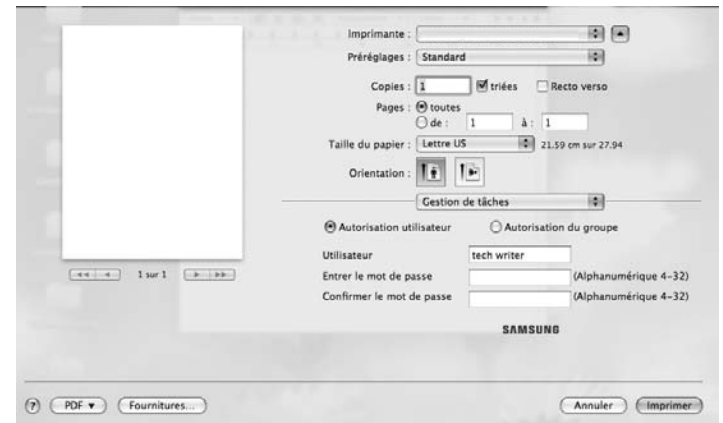 Imprimante :
Préréglages : Standard
Copies : 1 triées Recto verso
Pages : toutes
de : 1 à : 1
Taille du papier : Lettre US 21.59 cm sur 27.94
Orientation :
Gestion de tâches
Autorisation utilisateur Autorisation du groupe
Utilisateur tech writer
Entrer le mot de passe (Alphanumérique 4-32)
Confirmer le mot de passe (Alphanumérique 4-32)
1 sur 1
SAMSUNG
? PDF ▼ Fournitures... Annuler Imprimer